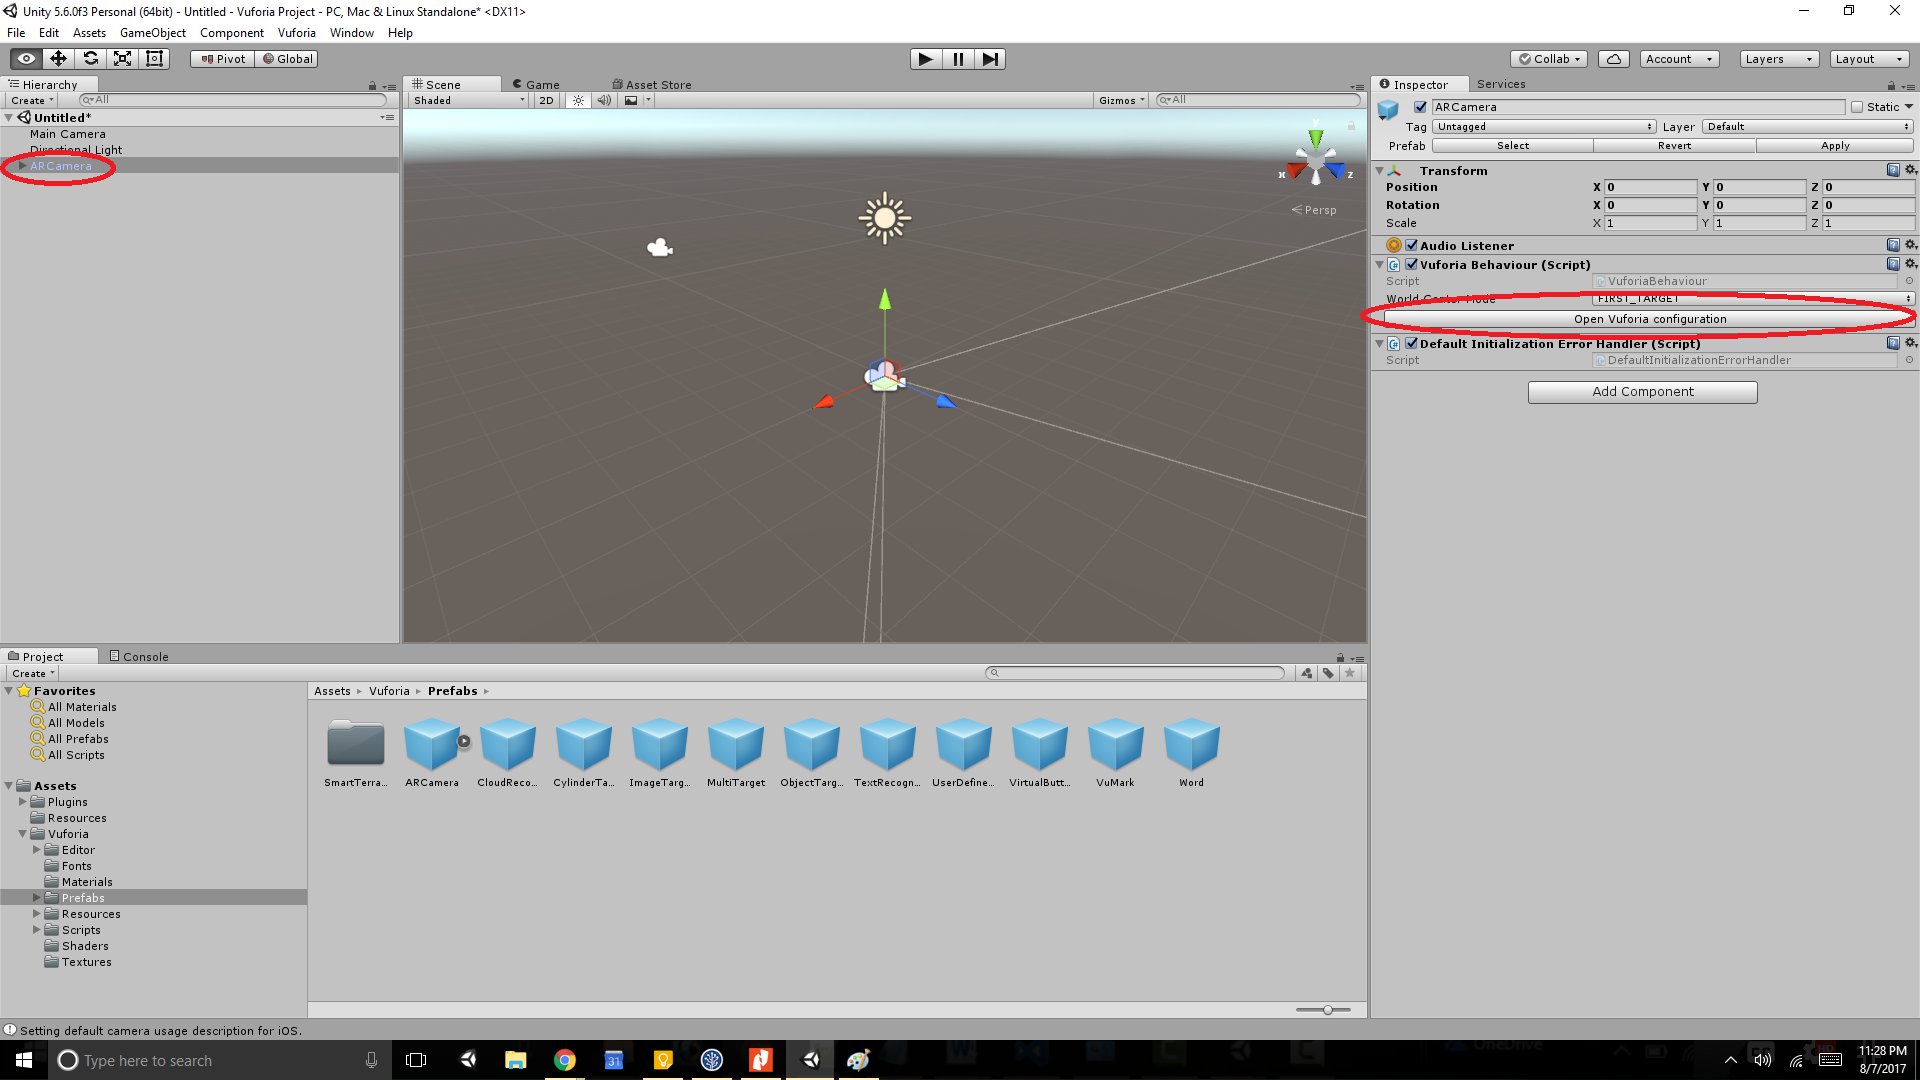 Unity 5.6.0f3 Personal (64bit) - Untitled - Vuforia Project - PC, Mac & Linux Standalone* <DX11>
File Edit Assets GameObject Component Vuforia Window Help
Pivot Global Collab Account Layers Layout
Hierarchy
Create All
Untitled*
Main Camera
Directional Light
ARCamera
Scene Game Asset Store
Shaded 2D Gizmos All
y
x z
Persp
Inspector Services
ARCamera Static
Tag Untagged Layer Default
Prefab Select Revert Apply
Transform
Position X 0 Y 0 Z 0
Rotation X 0 Y 0 Z 0
Scale X 1 Y 1 Z 1
Audio Listener
Vuforia Behaviour (Script)
Script VuforiaBehaviour
World Center Mode FIRST_TARGET
Open Vuforia configuration
Default Initialization Error Handler (Script)
Script DefaultInitializationErrorHandler
Add Component
Project Console
Create
Favorites
All Materials
All Models
All Prefabs
All Scripts
Assets
Plugins
Resources
Vuforia
Editor
Fonts
Materials
Prefabs
Resources
Scripts
Shaders
Textures
Assets Vuforia Prefabs
SmartTerra... ARCamera CloudReco... CylinderTa... ImageTarg... MultiTarget ObjectTarg... TextRecogn... UserDefine... VirtualButt... VuMark Word
Setting default camera usage description for iOS.
Type here to search
31
OneDrive
11:28 PM
8/7/2017